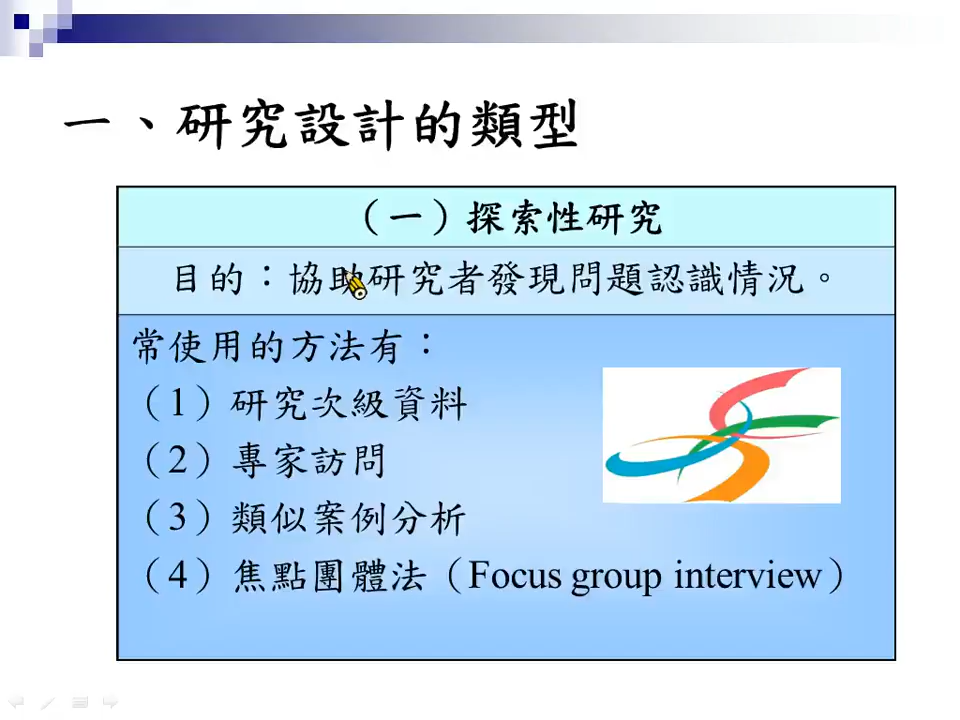 一、研究設計的類型
（一）探索性研究
目的：協助研究者發現問題認識情況。
常使用的方法有：
（1）研究次級資料
（2）專家訪問
（3）類似案例分析
（4）焦點團體法（Focus group interview）